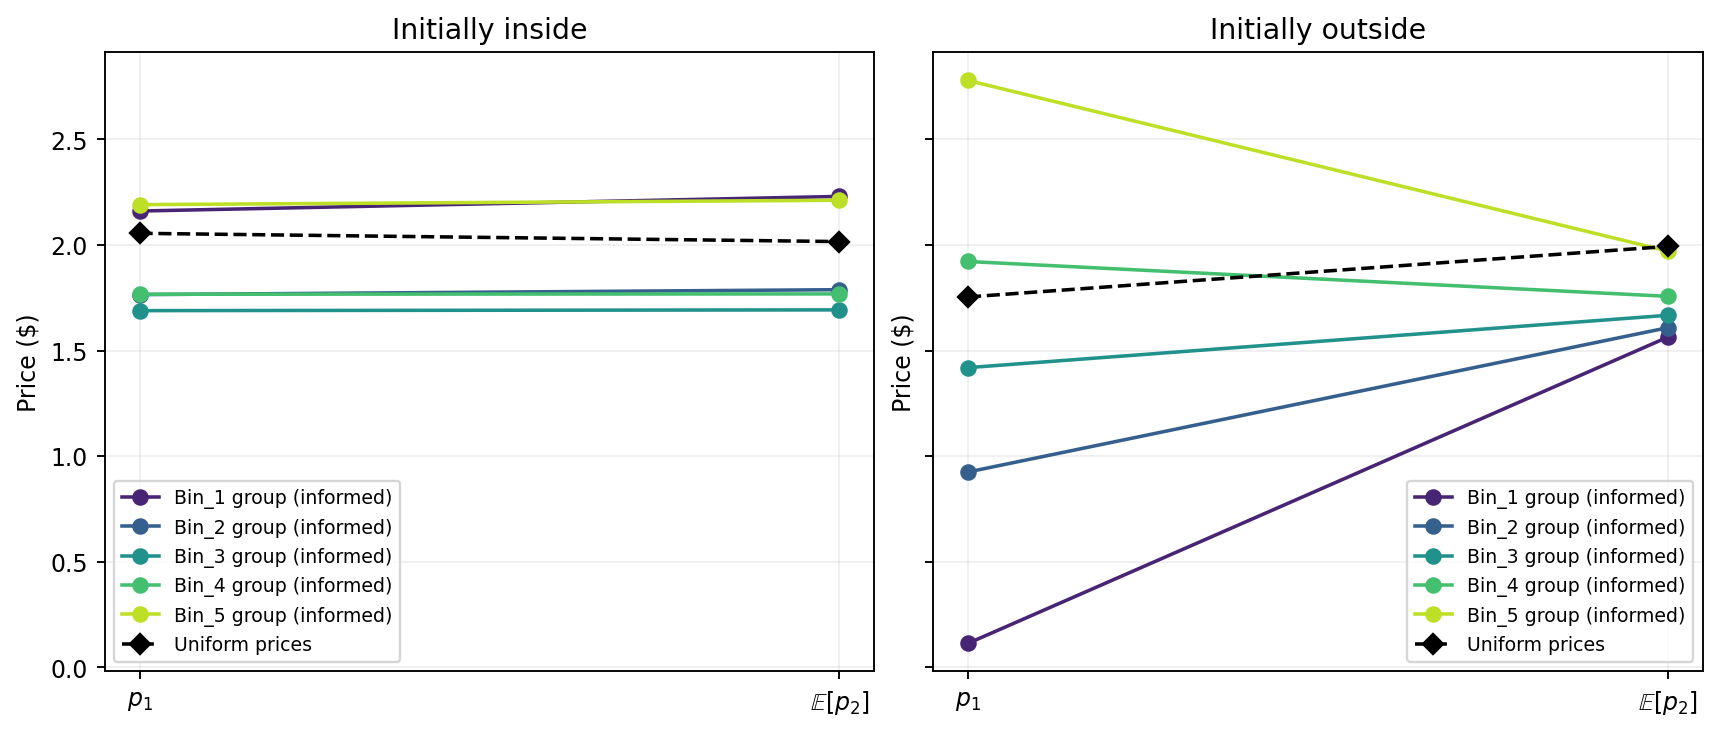 Initially inside
Price ($)
2.5
2.0
1.5
1.0
0.5
0.0
Bin_1 group (informed)
Bin_2 group (informed)
Bin_3 group (informed)
Bin_4 group (informed)
Bin_5 group (informed)
Uniform prices
p₁
𝔼[p₂]
Initially outside
Price ($)
Bin_1 group (informed)
Bin_2 group (informed)
Bin_3 group (informed)
Bin_4 group (informed)
Bin_5 group (informed)
Uniform prices
p₁
𝔼[p₂]